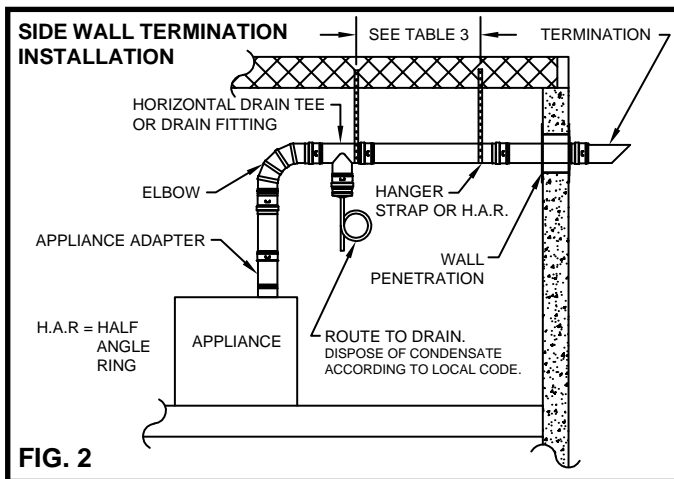 SIDE WALL TERMINATION
INSTALLATION
SEE TABLE 3
TERMINATION
HORIZONTAL DRAIN TEE
OR DRAIN FITTING
ELBOW
HANGER
STRAP OR H.A.R.
APPLIANCE ADAPTER
WALL
PENETRATION
H.A.R = HALF
ANGLE
RING
APPLIANCE
ROUTE TO DRAIN.
DISPOSE OF CONDENSATE
ACCORDING TO LOCAL CODE.
FIG. 2